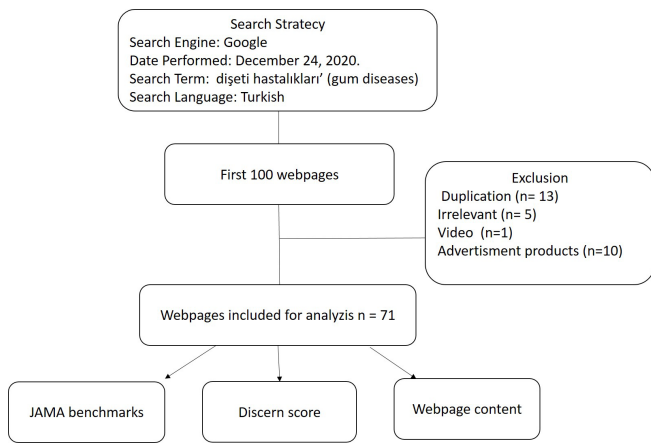 Search Stratecy
Search Engine: Google
Date Performed: December 24, 2020.
Search Term:  dişeti hastalıkları’ (gum diseases)
Search Language: Turkish
First 100 webpages
Exclusion
Duplication (n= 13)
Irrelevant (n= 5)
Video  (n=1)
Advertisment products (n=10)
Webpages included for analyzis n = 71
JAMA benchmarks
Discern score
Webpage content